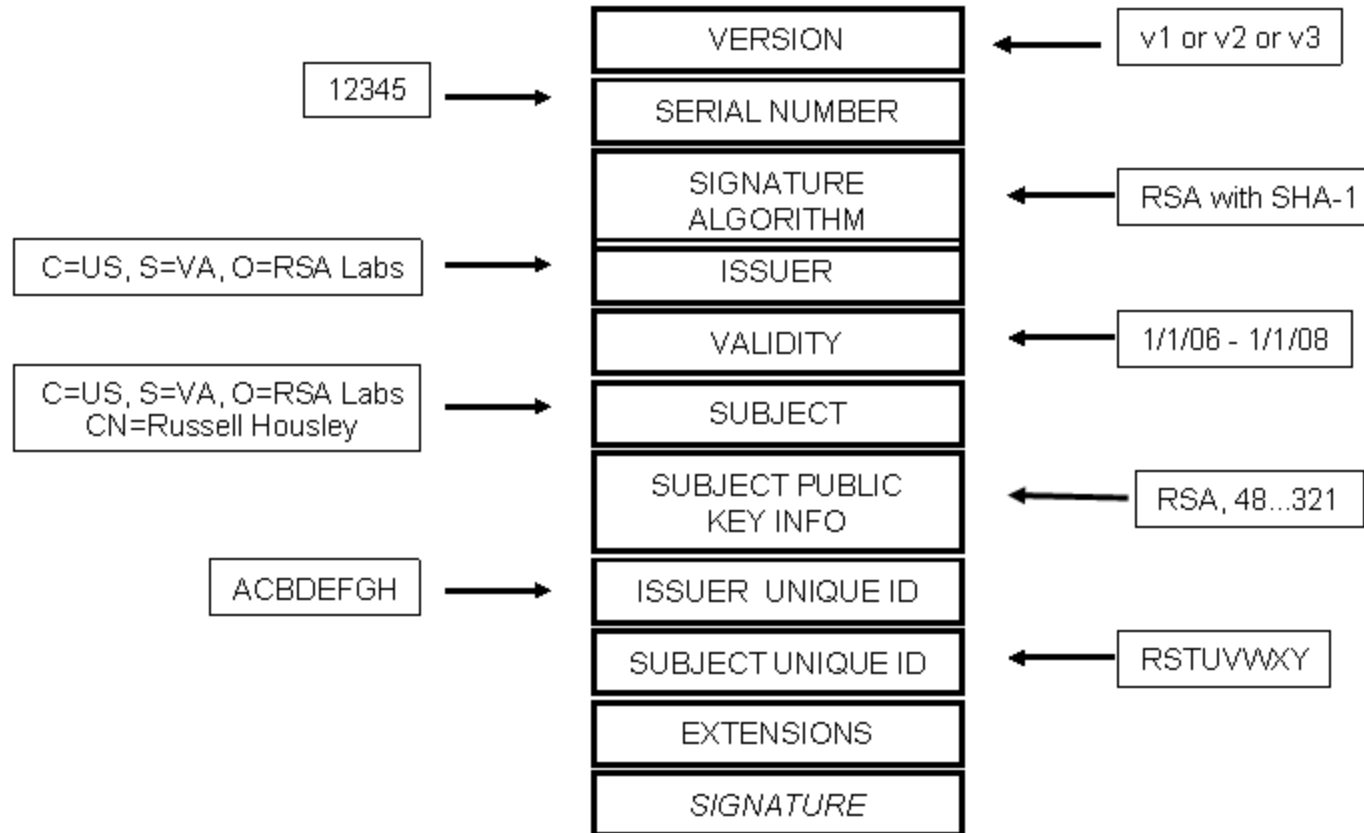 VERSION
v1 or v2 or v3
12345
SERIAL NUMBER
SIGNATURE
ALGORITHM
RSA with SHA-1
C=US, S=VA, O=RSA Labs
ISSUER
VALIDITY
1/1/06 - 1/1/08
C=US, S=VA, O=RSA Labs
CN=Russell Housley
SUBJECT
SUBJECT PUBLIC
KEY INFO
RSA, 48...321
ACBDEFGH
ISSUER UNIQUE ID
SUBJECT UNIQUE ID
RSTUVWXY
EXTENSIONS
SIGNATURE